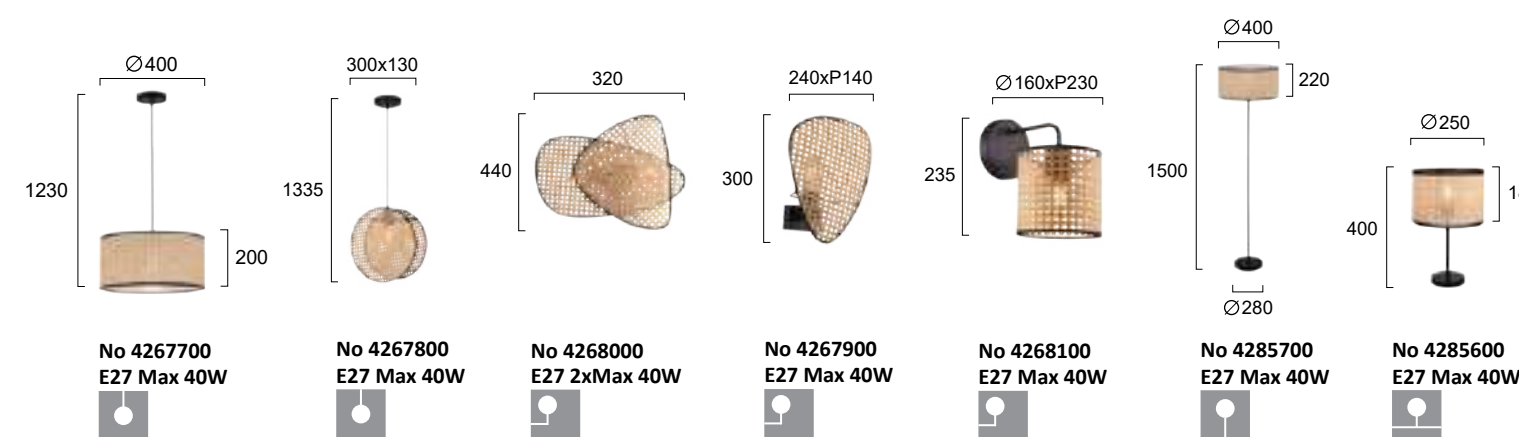 ∅400
1230
200
No 4267700
E27 Max 40W
300x130
1335
No 4267800
E27 Max 40W
320
440
No 4268000
E27 2xMax 40W
240xP140
300
No 4267900
E27 Max 40W
∅160xP230
235
No 4268100
E27 Max 40W
∅400
220
1500
∅280
No 4285700
E27 Max 40W
∅250
400
No 4285600
E27 Max 40W